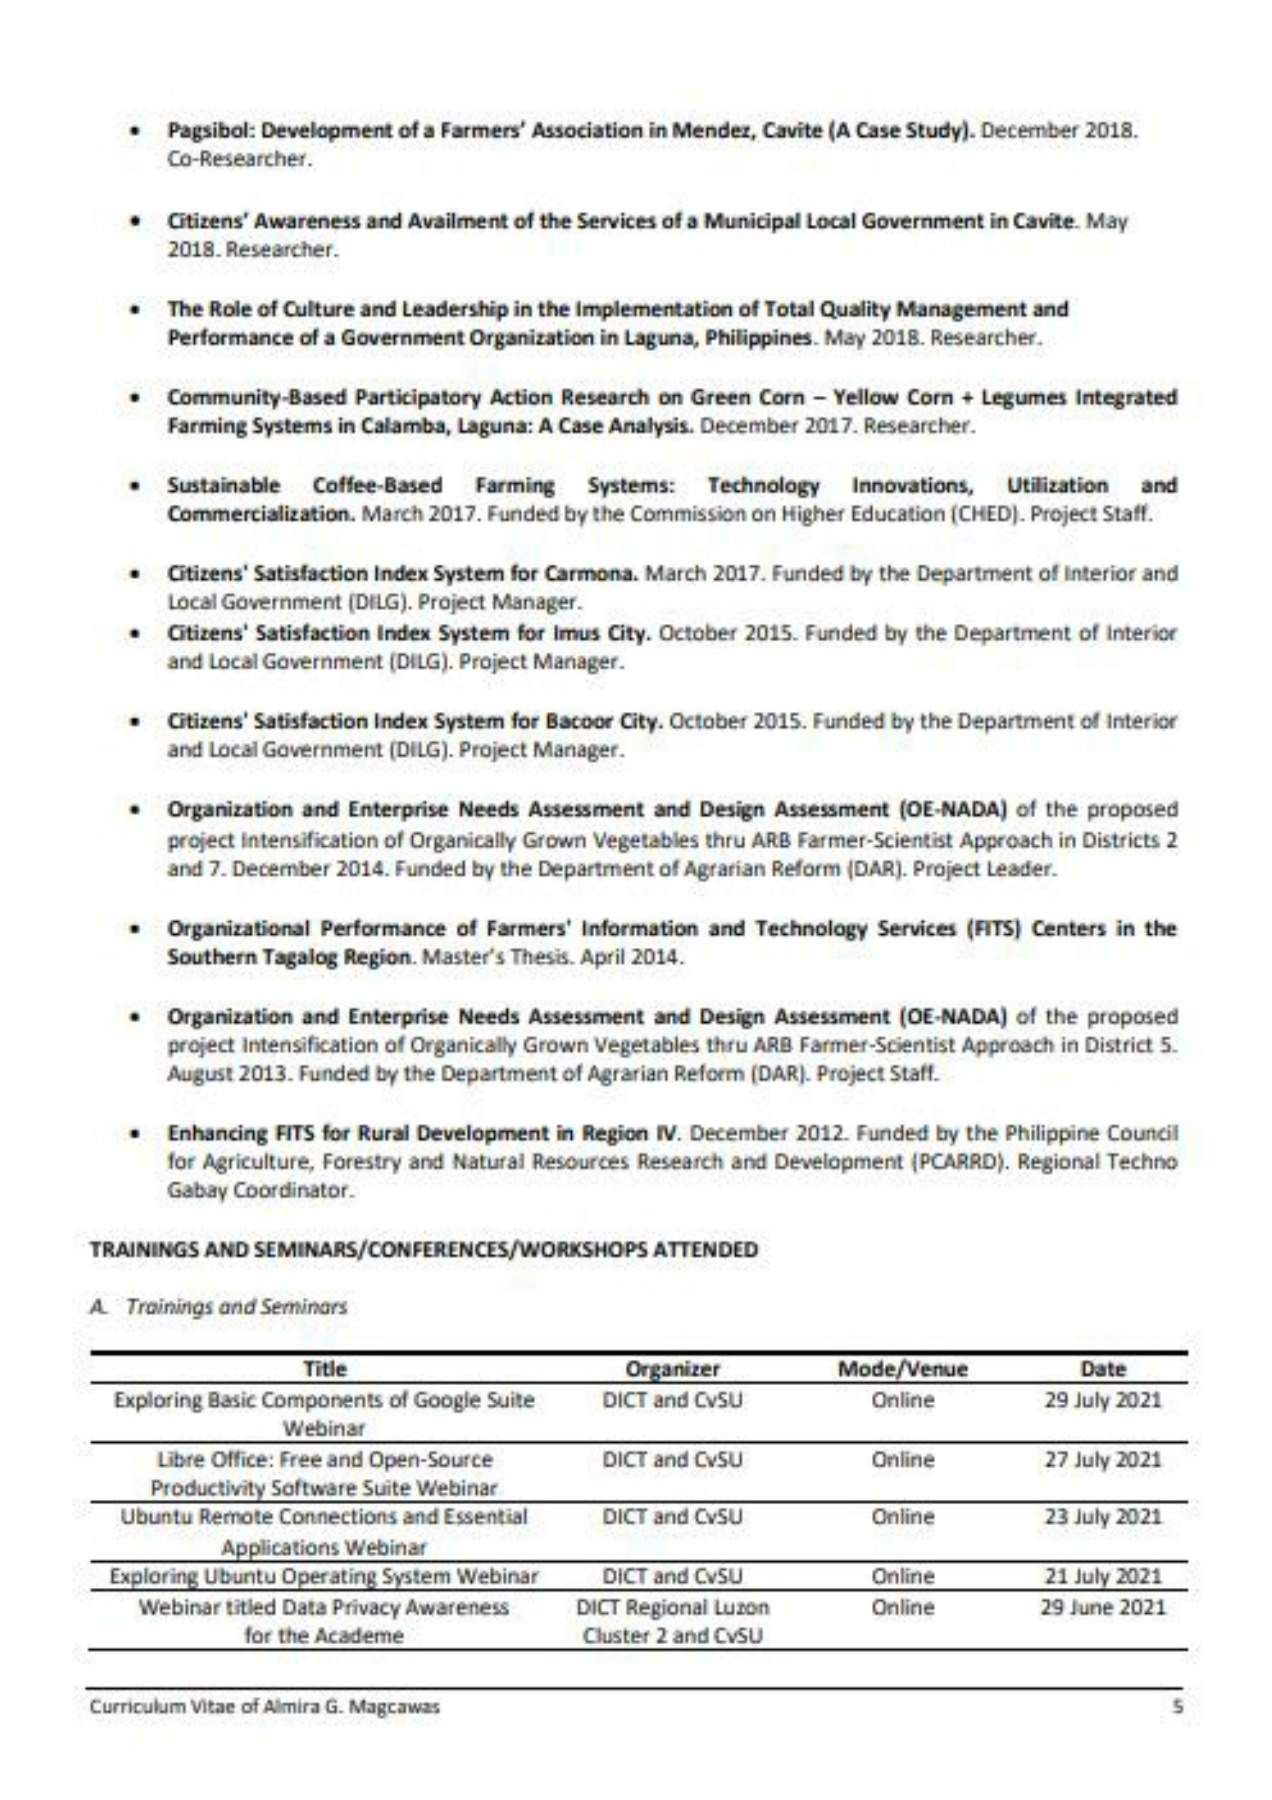 • Pagsibol: Development of a Farmers' Association in Mendez, Cavite (A Case Study). December 2018.
Co-Researcher.
• Citizens' Awareness and Availment of the Services of a Municipal Local Government in Cavite. May
2018. Researcher.
• The Role of Culture and Leadership in the Implementation of Total Quality Management and
Performance of a Government Organization in Laguna, Philippines. May 2018. Researcher.
• Community-Based Participatory Action Research on Green Corn – Yellow Corn + Legumes Integrated
Farming Systems in Calamba, Laguna: A Case Analysis. December 2017. Researcher.
• Sustainable Coffee-Based Farming Systems: Technology Innovations, Utilization and
Commercialization. March 2017. Funded by the Commission on Higher Education (CHED). Project Staff.
• Citizens' Satisfaction Index System for Carmona. March 2017. Funded by the Department of Interior and
Local Government (DILG). Project Manager.
• Citizens' Satisfaction Index System for Imus City. October 2015. Funded by the Department of Interior
and Local Government (DILG). Project Manager.
• Citizens' Satisfaction Index System for Bacoor City. October 2015. Funded by the Department of Interior
and Local Government (DILG). Project Manager.
• Organization and Enterprise Needs Assessment and Design Assessment (OE-NADA) of the proposed
project Intensification of Organically Grown Vegetables thru ARB Farmer-Scientist Approach in Districts 2
and 7. December 2014. Funded by the Department of Agrarian Reform (DAR). Project Leader.
• Organizational Performance of Farmers' Information and Technology Services (FITS) Centers in the
Southern Tagalog Region. Master's Thesis. April 2014.
• Organization and Enterprise Needs Assessment and Design Assessment (OE-NADA) of the proposed
project Intensification of Organically Grown Vegetables thru ARB Farmer-Scientist Approach in District 5.
August 2013. Funded by the Department of Agrarian Reform (DAR). Project Staff.
• Enhancing FITS for Rural Development in Region IV. December 2012. Funded by the Philippine Council
for Agriculture, Forestry and Natural Resources Research and Development (PCARRD). Regional Techno
Gabay Coordinator.
TRAININGS AND SEMINARS/CONFERENCES/WORKSHOPS ATTENDED
A. Trainings and Seminars
Title Organizer Mode/Venue Date
Exploring Basic Components of Google Suite DICT and CvSU Online 29 July 2021
Webinar
Libre Office: Free and Open-Source DICT and CvSU Online 27 July 2021
Productivity Software Suite Webinar
Ubuntu Remote Connections and Essential DICT and CvSU Online 23 July 2021
Applications Webinar
Exploring Ubuntu Operating System Webinar DICT and CvSU Online 21 July 2021
Webinar titled Data Privacy Awareness DICT Regional Luzon Online 29 June 2021
for the Academe Cluster 2 and CvSU
Curriculum Vitae of Almira G. Magcawas 5